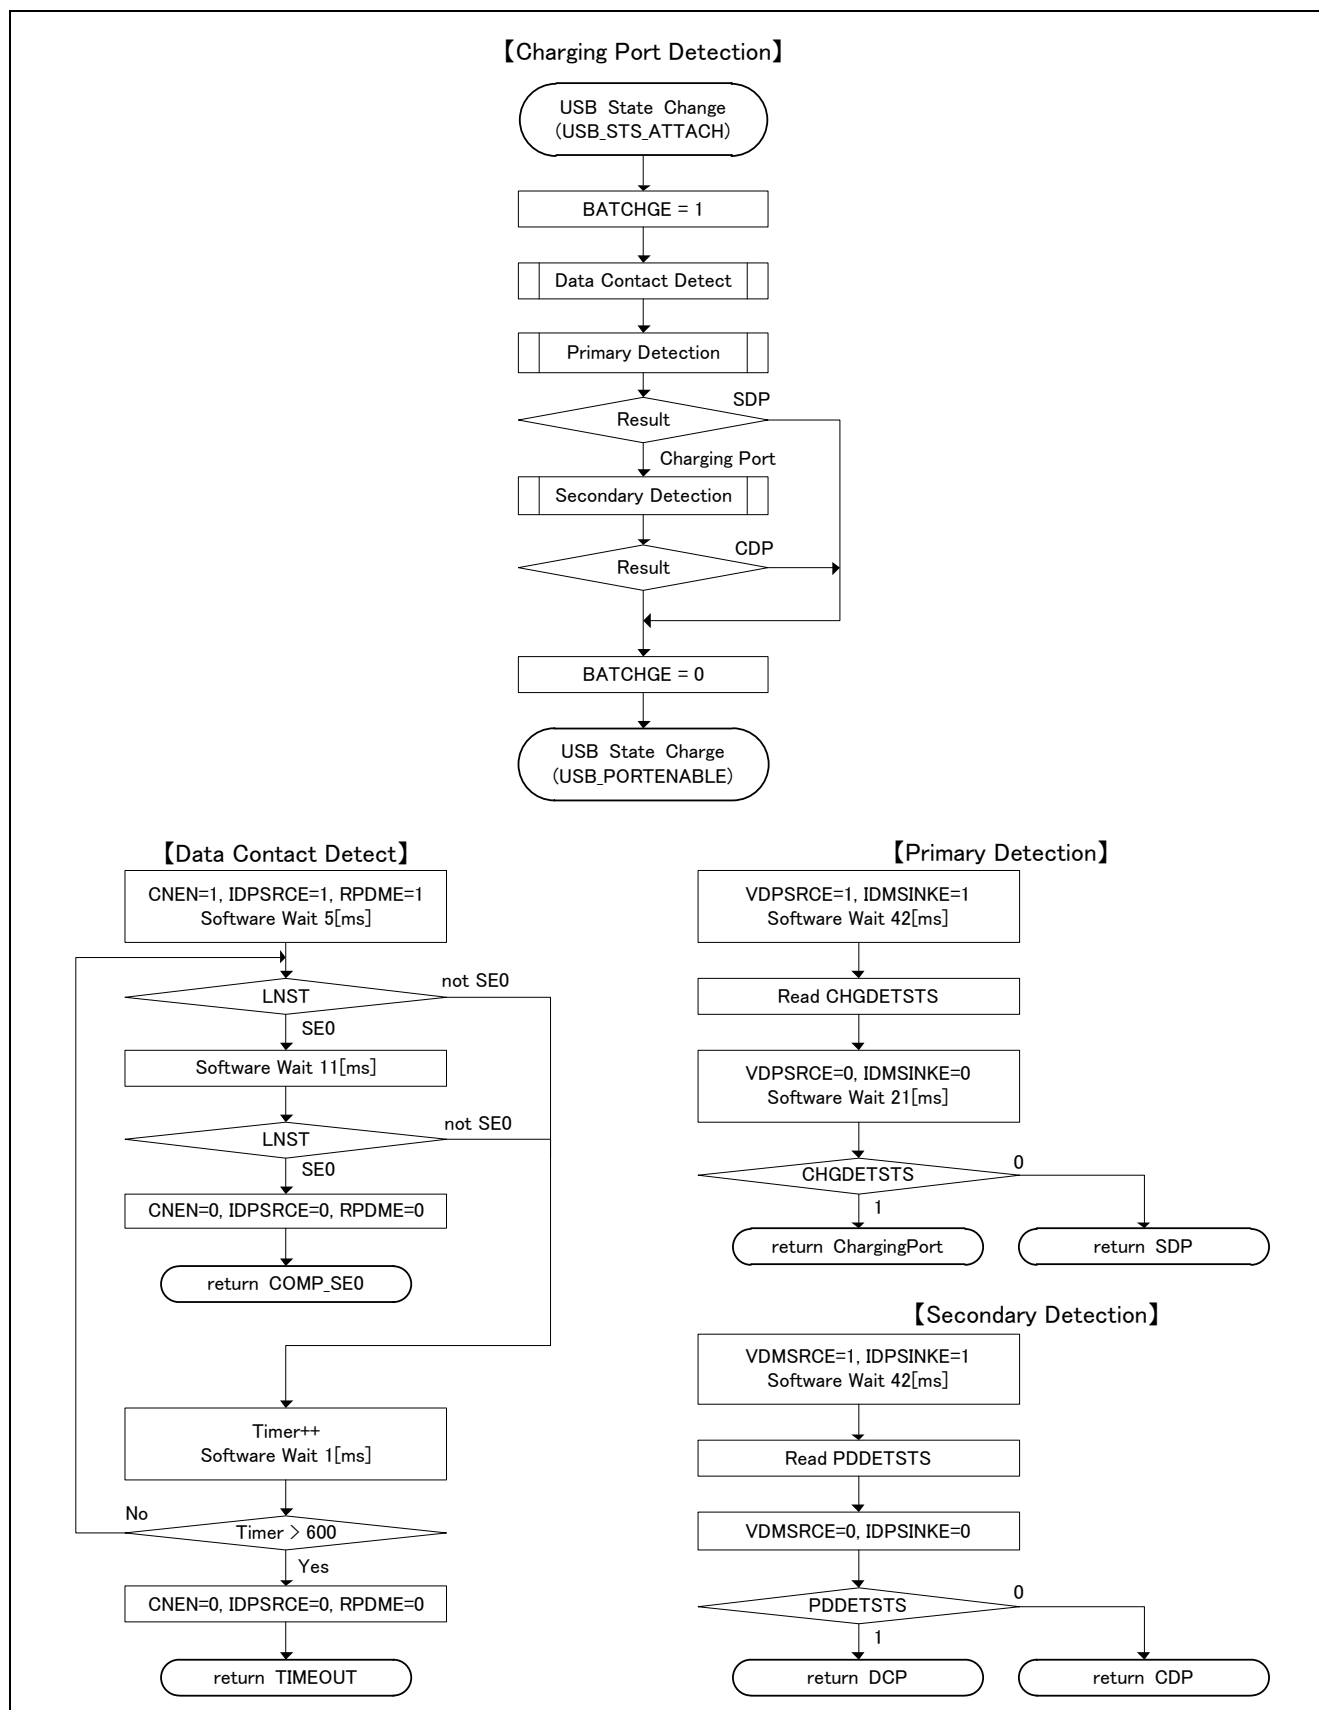 【Charging Port Detection】
USB State Change
(USB_STS_ATTACH)
BATCHGE = 1
Data Contact Detect
Primary Detection
SDP
Result
Charging Port
Secondary Detection
CDP
Result
BATCHGE = 0
USB State Charge
(USB_PORTENABLE)
【Data Contact Detect】
CNEN=1, IDPSRCE=1, RPDME=1
Software Wait 5[ms]
not SE0
LNST
SE0
Software Wait 11[ms]
not SE0
LNST
SE0
CNEN=0, IDPSRCE=0, RPDME=0
return COMP_SE0
Timer++
Software Wait 1[ms]
No
Timer > 600
Yes
CNEN=0, IDPSRCE=0, RPDME=0
return TIMEOUT
【Primary Detection】
VDPSRCE=1, IDMSINKE=1
Software Wait 42[ms]
Read CHGDETSTS
VDPSRCE=0, IDMSINKE=0
Software Wait 21[ms]
0
CHGDETSTS
1
return ChargingPort
return SDP
【Secondary Detection】
VDMSRCE=1, IDPSINKE=1
Software Wait 42[ms]
Read PDDETSTS
VDMSRCE=0, IDPSINKE=0
0
PDDETSTS
1
return DCP
return CDP